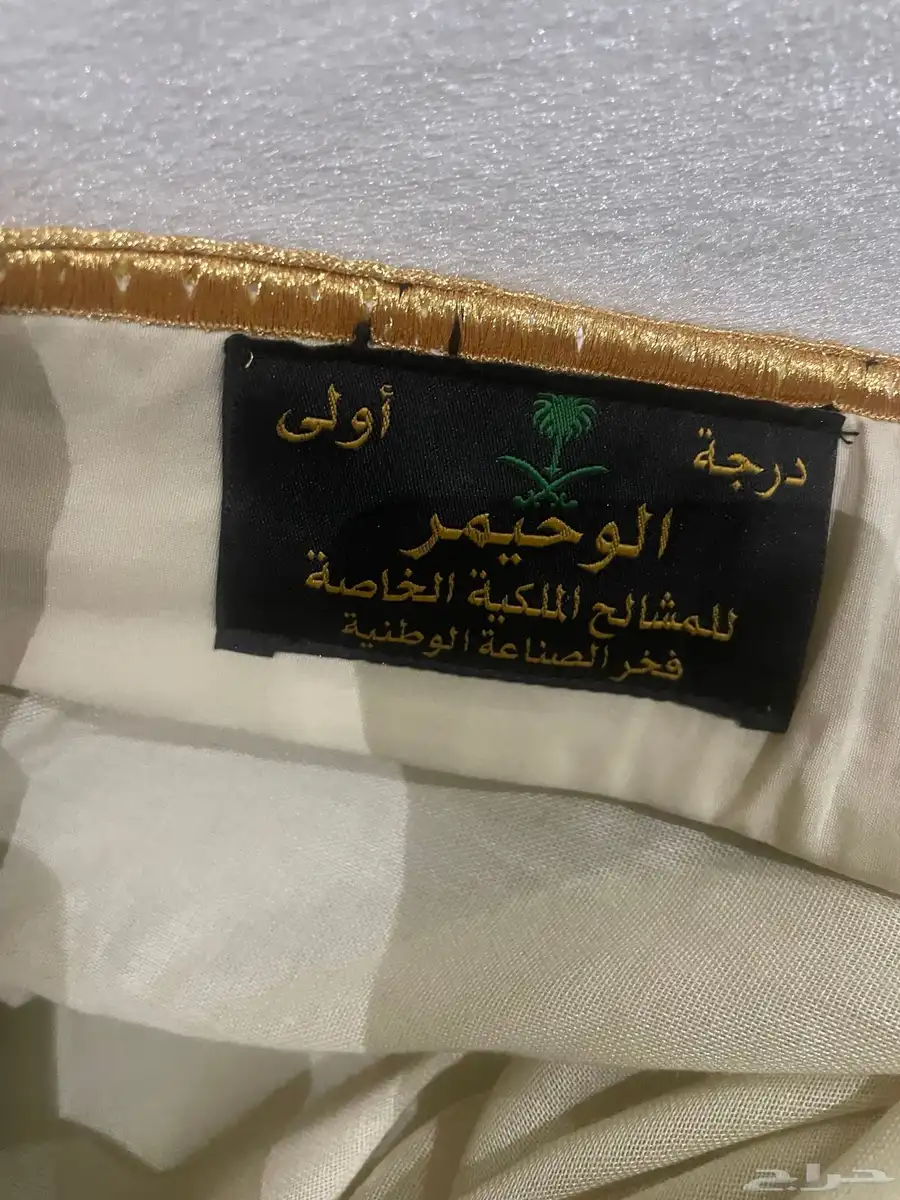 درجة أولى
الوحيمر
للمشالح الملكية الخاصة
فخر الصناعة الوطنية
حراج